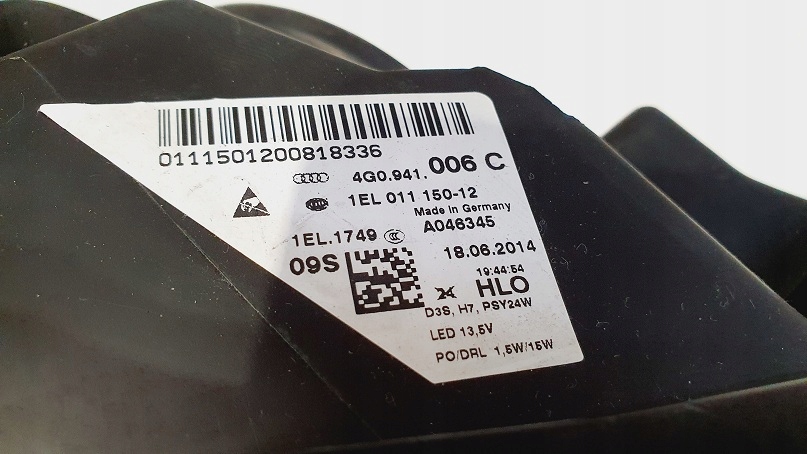 0111501200818336
4G0.941.006 C
1EL 011 150-12
Made in Germany
1EL.1749
A046345
09S
18.06.2014
19:44:54
HLO
D3S, H7, PSY24W
LED 13,5V
PO/DRL 1,5W/15W